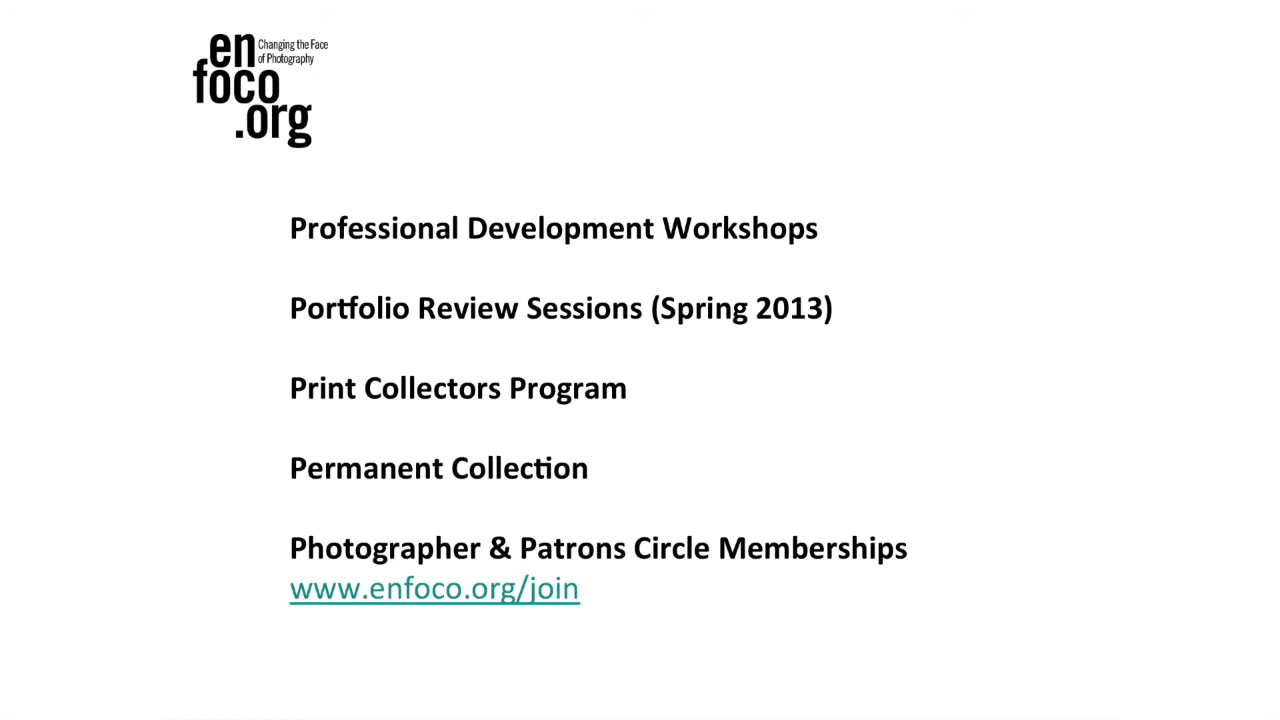 en
Changing the Face
of Photography
foco
.org
Professional Development Workshops
Portfolio Review Sessions (Spring 2013)
Print Collectors Program
Permanent Collection
Photographer & Patrons Circle Memberships
www.enfoco.org/join